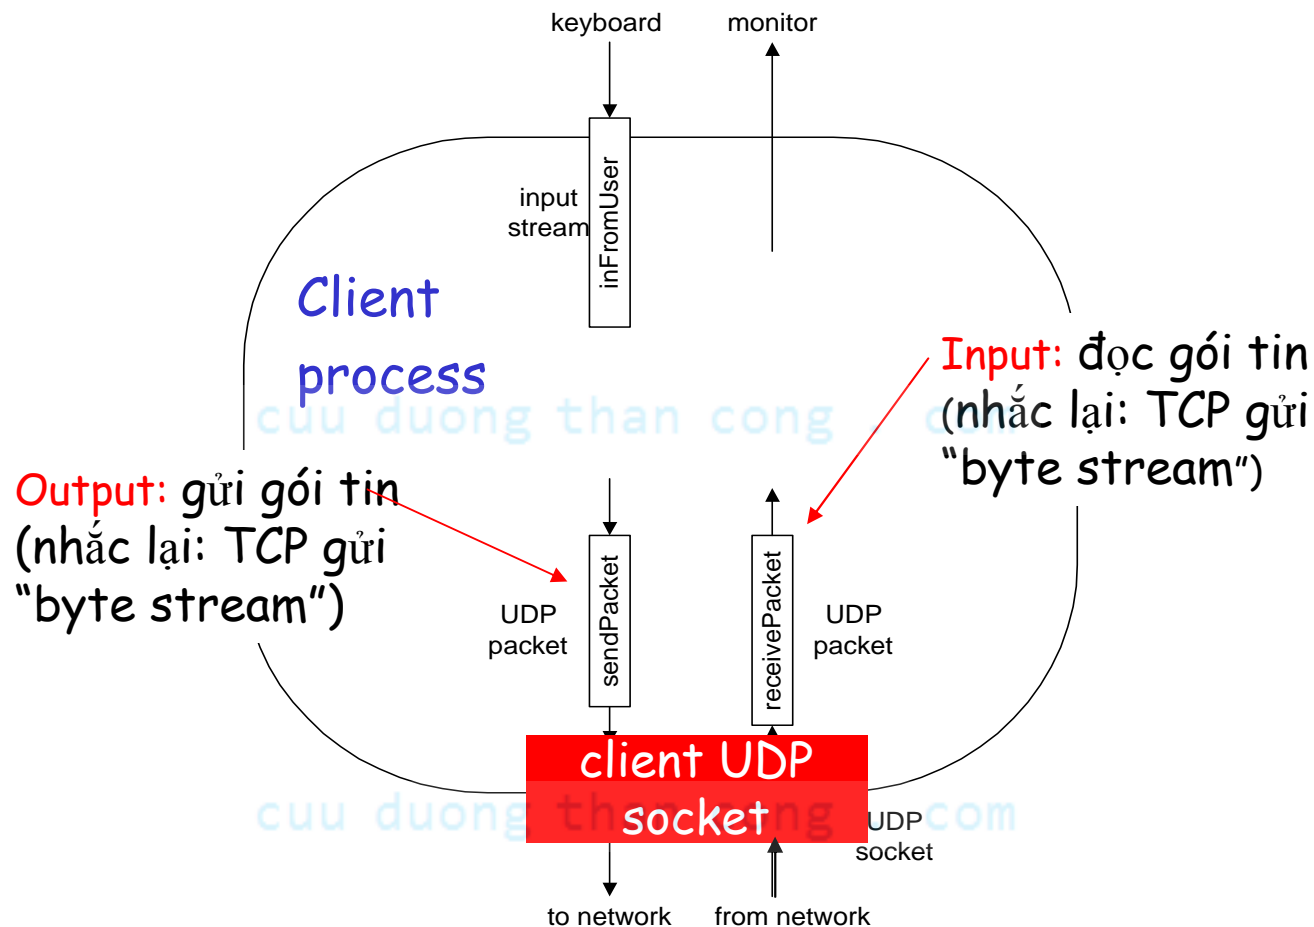 keyboard
monitor
input
stream
inFromUser
Client
process
Input: đọc gói tin
(nhắc lại: TCP gửi
“byte stream”)
cuu duong than cong . com
Output: gửi gói tin
(nhắc lại: TCP gửi
“byte stream”)
UDP
packet
sendPacket
receivePacket
UDP
packet
client UDP
socket
cuu duong than cong . com
UDP
socket
to network
from network